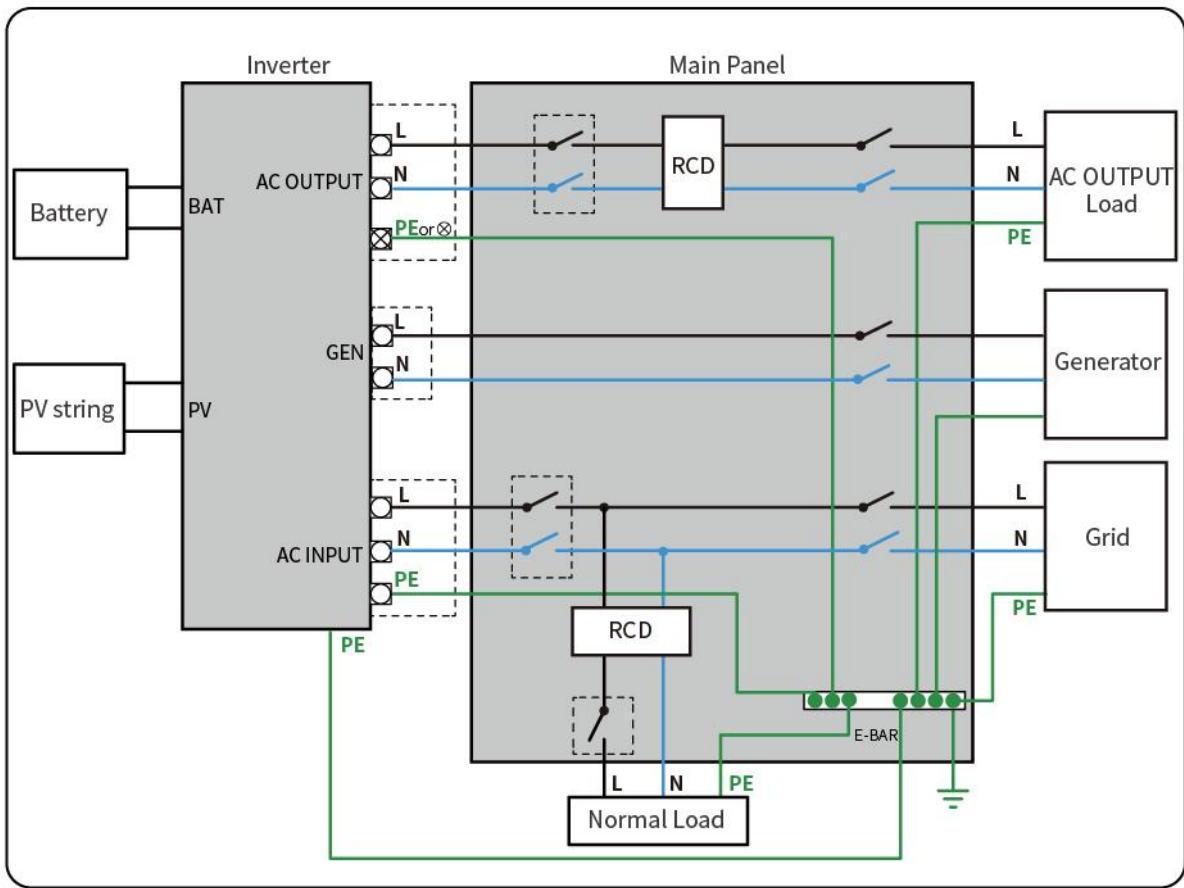 Inverter
Main Panel
L
N
AC OUTPUT
PEor⊗
BAT
Battery
RCD
L
N
PE
AC OUTPUT
Load
L
GEN
N
Generator
PV string
PV
L
N
AC INPUT
PE
L
N
PE
Grid
RCD
PE
E-BAR
L
N
PE
Normal Load